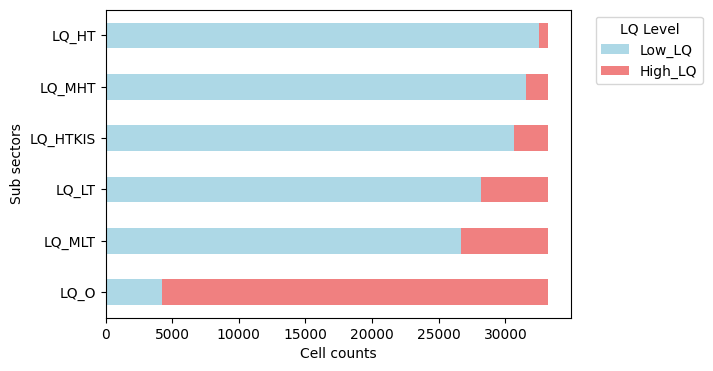 LQ_HT
LQ_MHT
LQ_HTKIS
LQ_LT
LQ_MLT
LQ_O
Sub sectors
0 5000 10000 15000 20000 25000 30000
Cell counts
LQ Level
Low_LQ
High_LQ